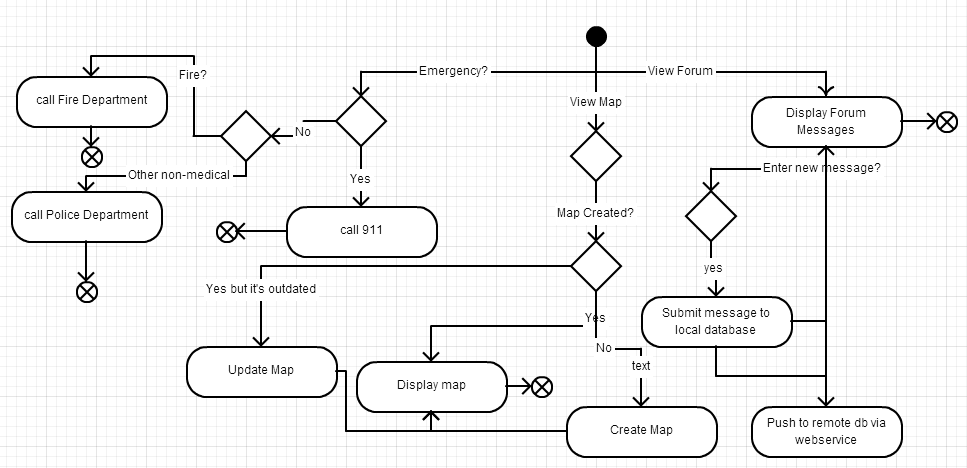 Emergency?
View Forum
Fire?
call Fire Department
View Map
Display Forum
Messages
No
Other non-medical
Yes
Enter new message?
call Police Department
Map Created?
call 911
yes
Yes but it's outdated
Submit message to
local database
Yes
No
text
Update Map
Display map
Create Map
Push to remote db via
webservice